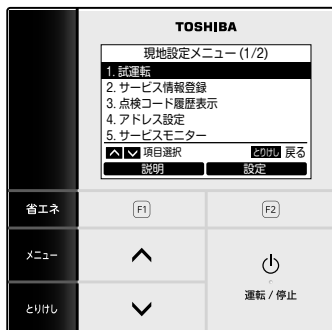 TOSHIBA
現地設定メニュー (1/2)
1. 試運転
2. サービス情報登録
3. 点検コード履歴表示
4. アドレス設定
5. サービスモニター
項目選択 とりけし 戻る
説明 設定
省エネ F1 F2
メニュー
運転 / 停止
とりけし